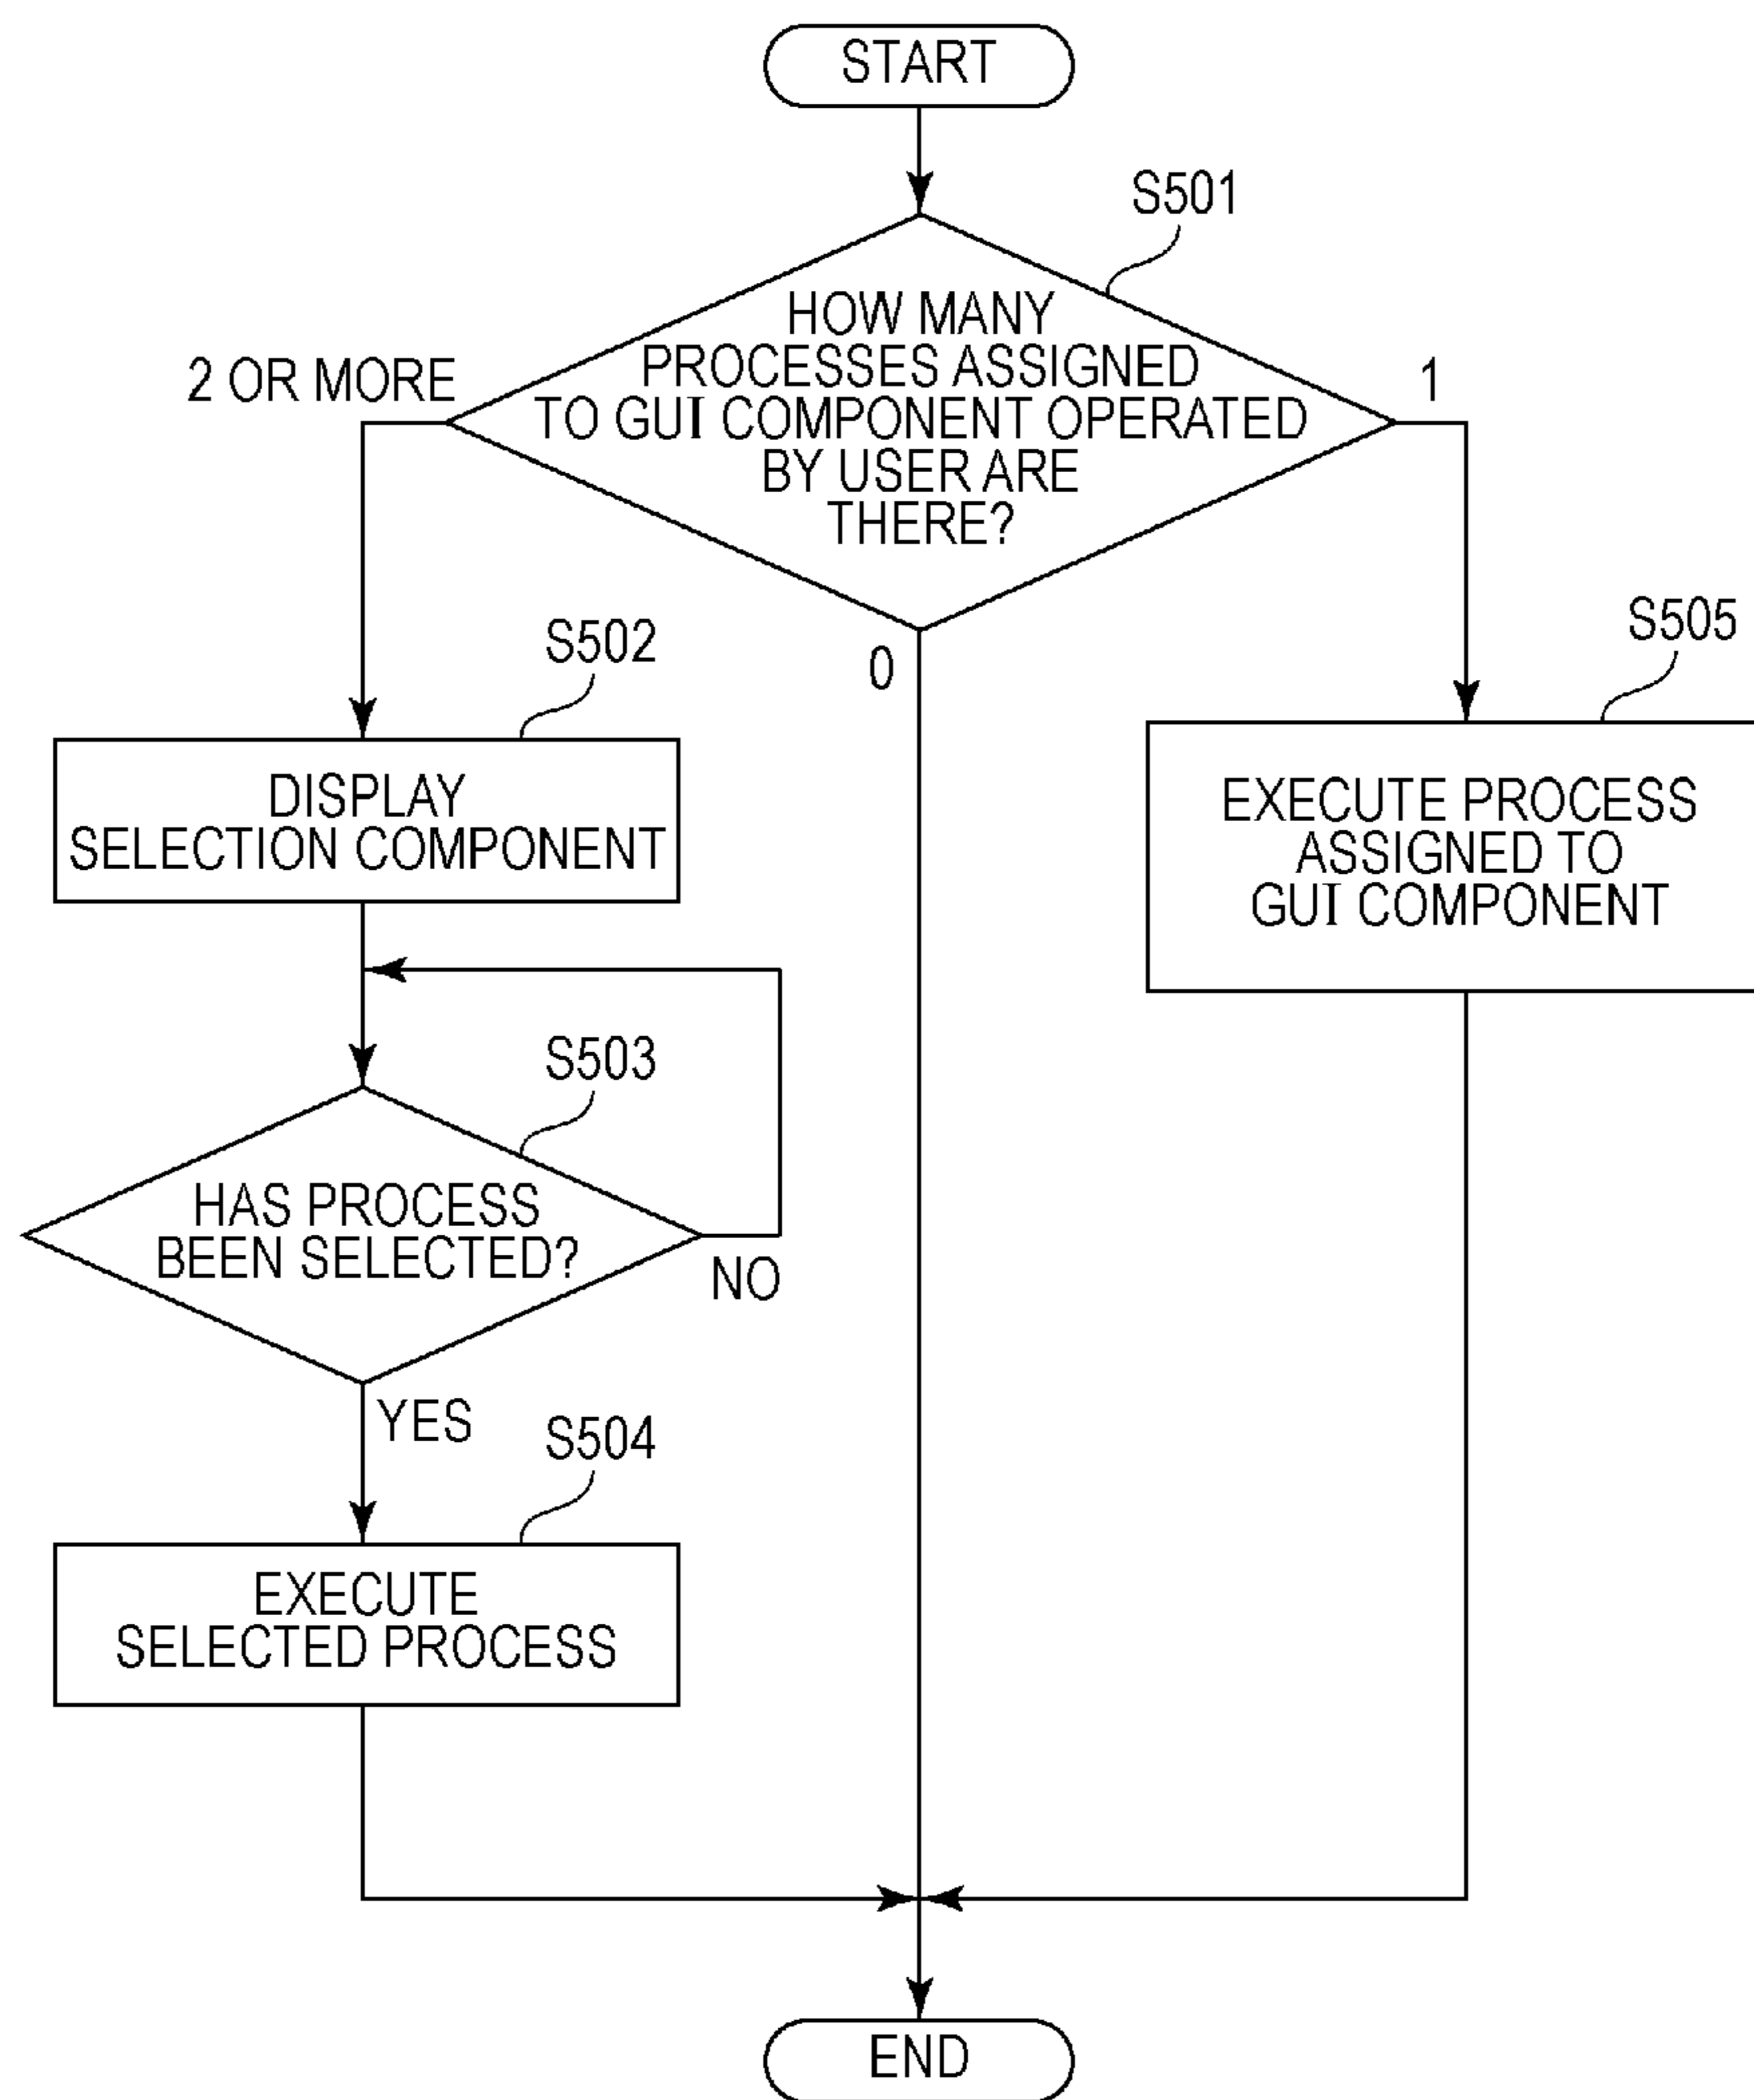 START
S501
HOW MANY
PROCESSES ASSIGNED
TO GUI COMPONENT OPERATED
BY USER ARE
THERE?
2 OR MORE
1
0
S502
DISPLAY
SELECTION COMPONENT
S505
EXECUTE PROCESS
ASSIGNED TO
GUI COMPONENT
S503
HAS PROCESS
BEEN SELECTED?
NO
YES
S504
EXECUTE
SELECTED PROCESS
END